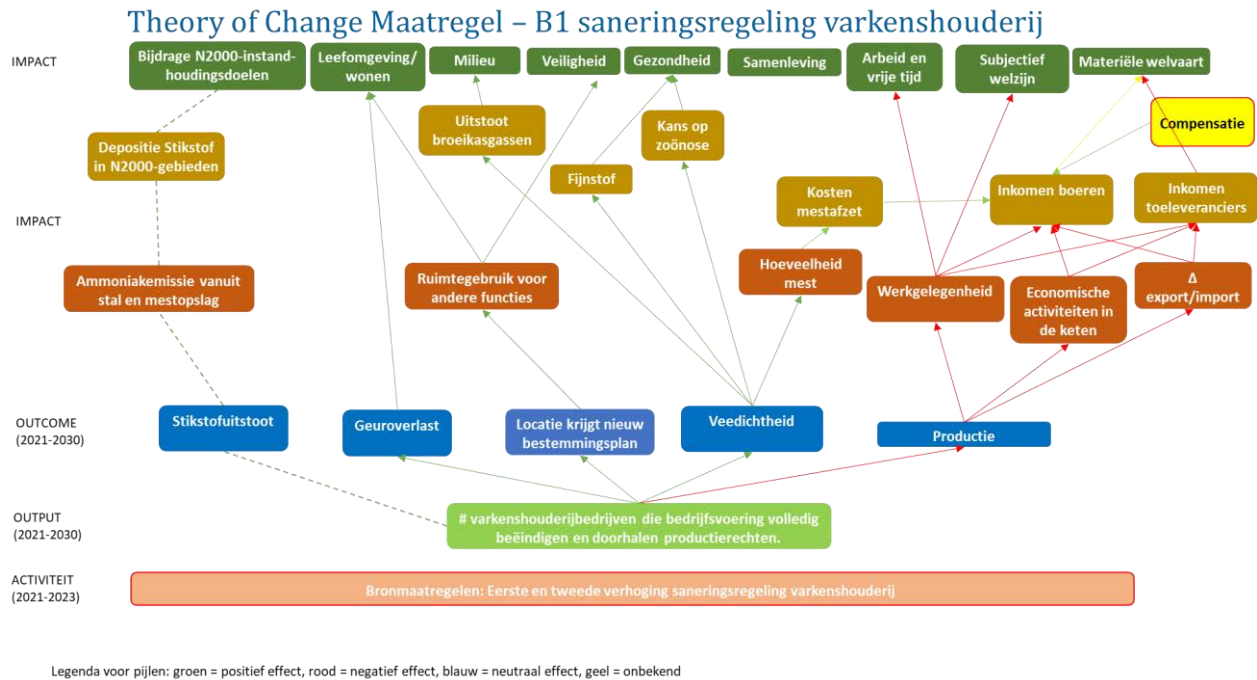 Theory of Change Maatregel – B1 saneringsregeling varkenshouderij
IMPACT
Bijdrage N2000-instand-
houdingsdoelen
Leefomgeving/
wonen
Milieu
Veiligheid
Gezondheid
Samenleving
Arbeid en
vrije tijd
Subjectief
welzijn
Materiële welvaart
Uitstoot
broeikasgassen
Kans op
zoönose
Compensatie
Depositie Stikstof
in N2000-gebieden
Fijnstof
IMPACT
Kosten
mestafzet
Inkomen boeren
Inkomen
toeleveranciers
Ammoniakemissie vanuit
stal en mestopslag
Ruimtegebruik voor
andere functies
Hoeveelheid
mest
Werkgelegenheid
Economische
activiteiten in
de keten
Δ
export/import
OUTCOME
(2021-2030)
Stikstofuitstoot
Geuroverlast
Locatie krijgt nieuw
bestemmingsplan
Veedichtheid
Productie
OUTPUT
(2021-2030)
# varkenshouderijbedrijven die bedrijfsvoering volledig
beëindigen en doorhalen productierechten.
ACTIVITEIT
(2021-2023)
Bronmaatregelen: Eerste en tweede verhoging saneringsregeling varkenshouderij
Legenda voor pijlen: groen = positief effect, rood = negatief effect, blauw = neutraal effect, geel = onbekend